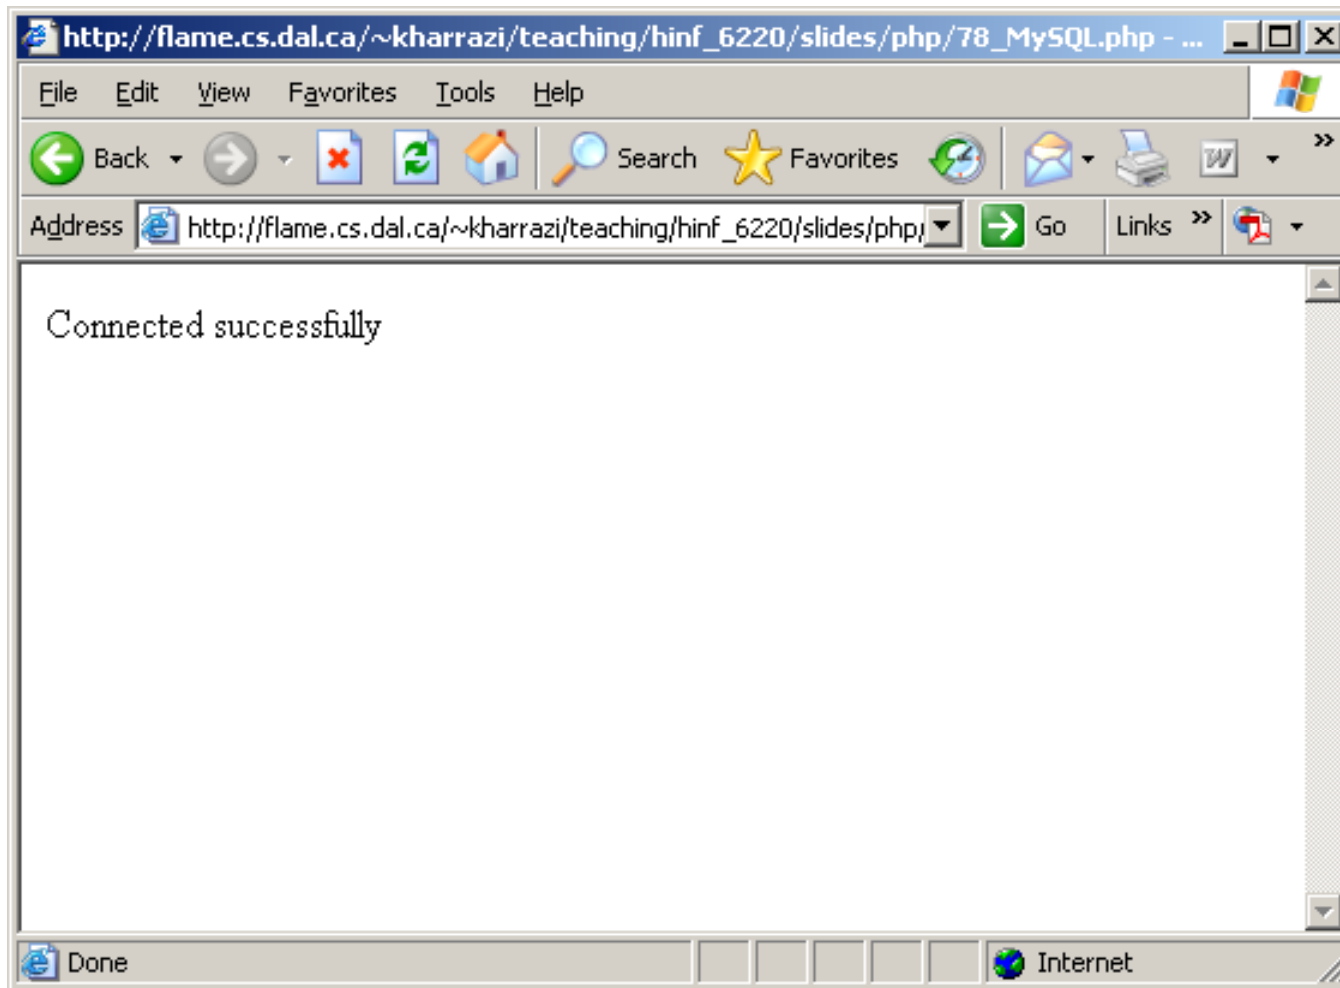 http://flame.cs.dal.ca/~kharrazi/teaching/hinf_6220/slides/php/78_MySQL.php - ...
File Edit View Favorites Tools Help
Back Search Favorites W »
Address http://flame.cs.dal.ca/~kharrazi/teaching/hinf_6220/slides/php/ Go Links »
Connected successfully
Done Internet